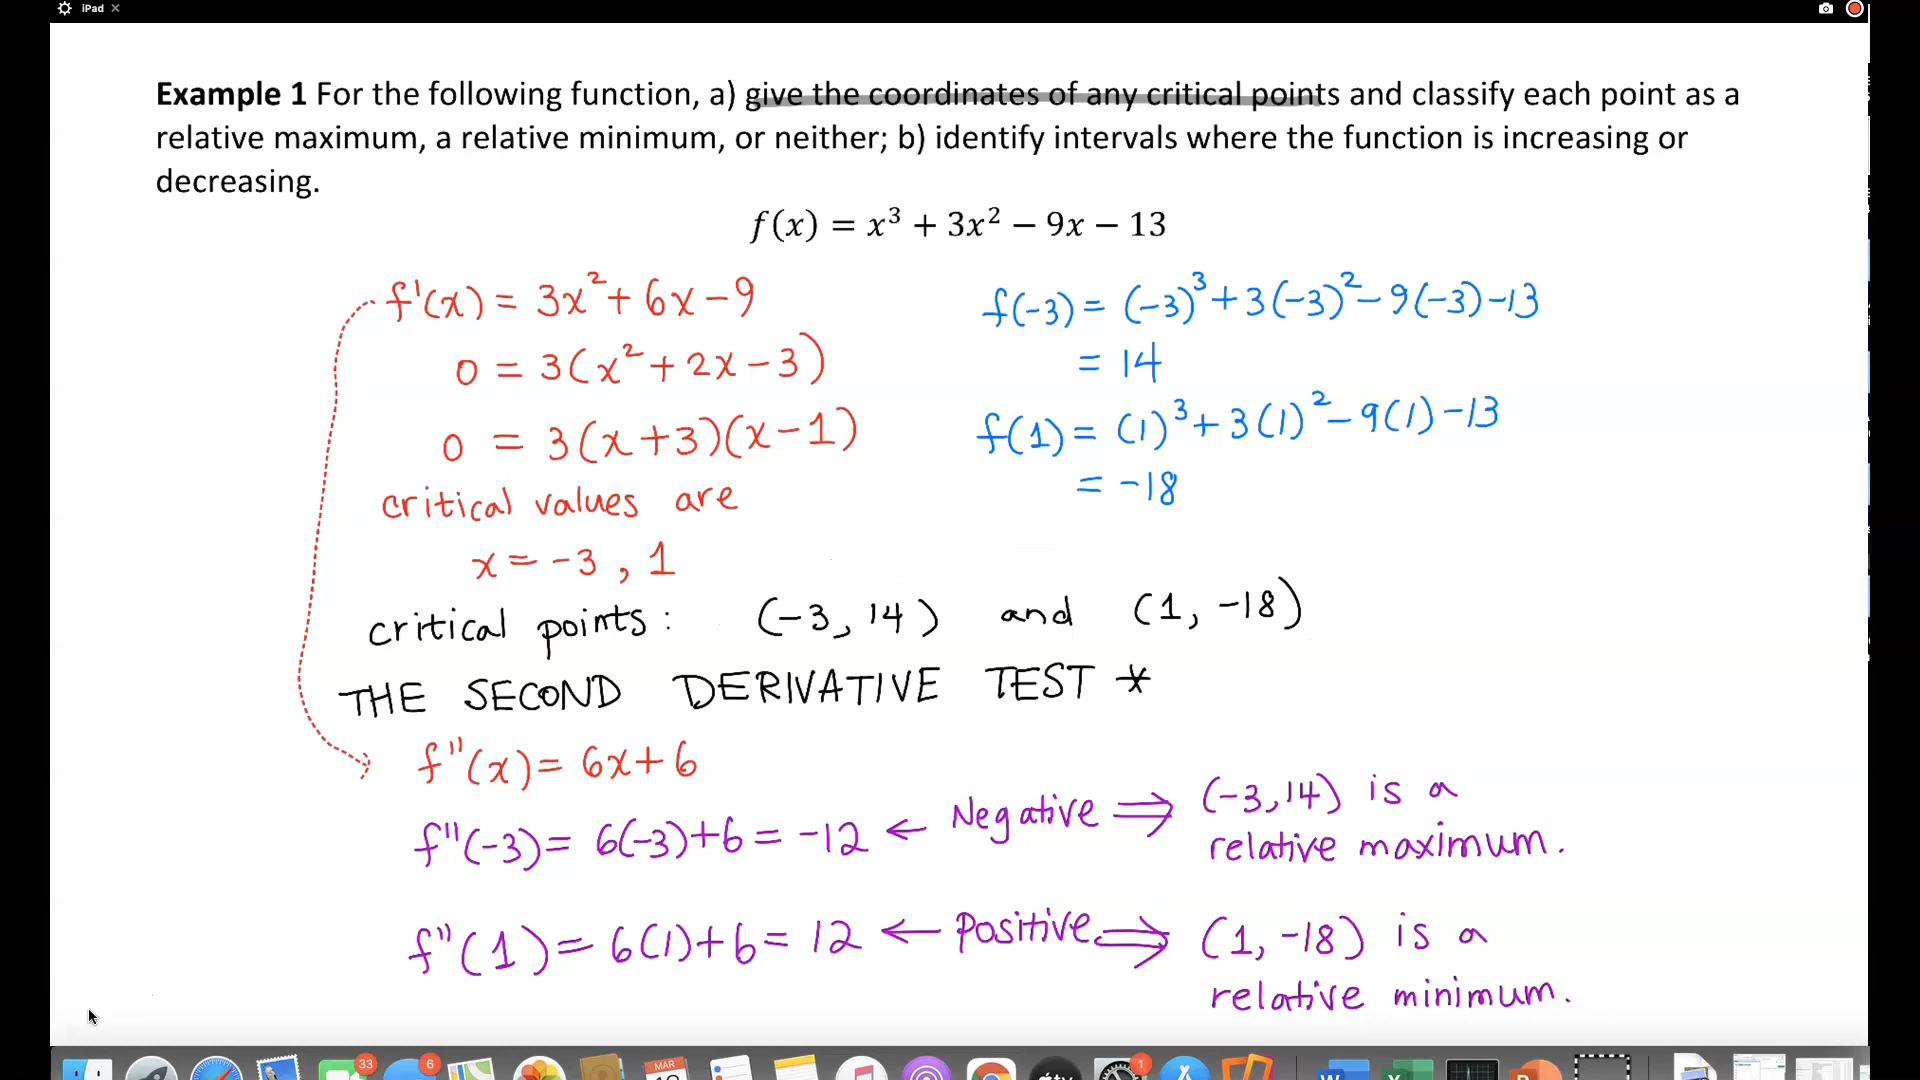 iPad
Example 1 For the following function, a) give the coordinates of any critical points and classify each point as a
relative maximum, a relative minimum, or neither; b) identify intervals where the function is increasing or
decreasing.
f(x) = x³ + 3x² − 9x − 13
f'(x) = 3x² + 6x − 9
0 = 3(x² + 2x − 3)
0 = 3(x+3)(x−1)
critical values are
x = −3, 1
f(−3) = (−3)³ + 3(−3)² − 9(−3) − 13
= 14
f(1) = (1)³ + 3(1)² − 9(1) − 13
= −18
critical points: (−3, 14) and (1, −18)
THE SECOND DERIVATIVE TEST *
f"(x) = 6x + 6
f"(−3) = 6(−3)+6 = −12 ← Negative ⇒ (−3,14) is a
relative maximum.
f"(1) = 6(1)+6 = 12 ← Positive ⇒ (1, −18) is a
relative minimum.
33
6
MAR
1